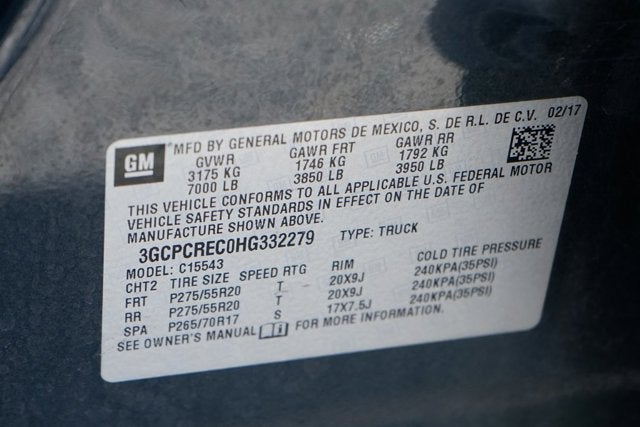 GM
MFD BY GENERAL MOTORS DE MEXICO, S. DE R.L. DE C.V. 02/17
GVWR GAWR FRT GAWR RR
3175 KG 1746 KG 1792 KG
7000 LB 3850 LB 3950 LB
THIS VEHICLE CONFORMS TO ALL APPLICABLE U.S. FEDERAL MOTOR
VEHICLE SAFETY STANDARDS IN EFFECT ON THE DATE OF
MANUFACTURE SHOWN ABOVE.
3GCPCREC0HG332279 TYPE: TRUCK
MODEL: C15543
CHT2 TIRE SIZE SPEED RTG RIM COLD TIRE PRESSURE
FRT P275/55R20 T 20X9J 240KPA(35PSI)
RR P275/55R20 T 20X9J 240KPA(35PSI)
SPA P265/70R17 S 17X7.5J 240KPA(35PSI)
SEE OWNER'S MANUAL FOR MORE INFORMATION.